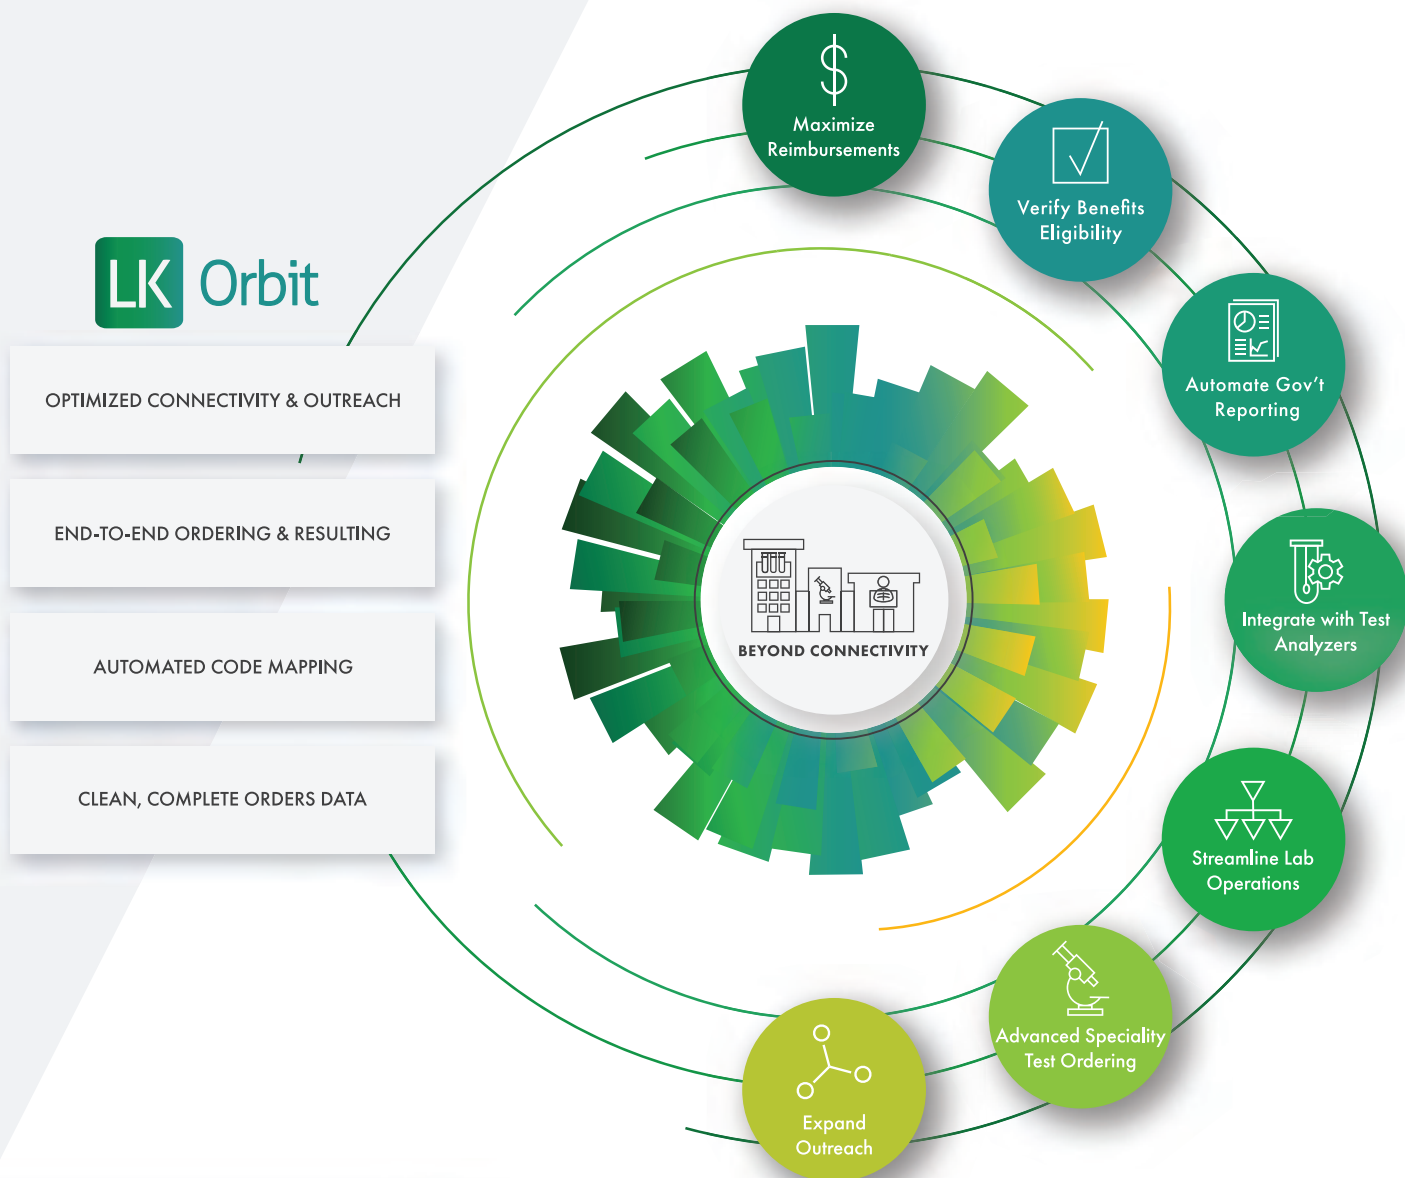 LK Orbit
OPTIMIZED CONNECTIVITY & OUTREACH
END-TO-END ORDERING & RESULTING
AUTOMATED CODE MAPPING
CLEAN, COMPLETE ORDERS DATA
BEYOND CONNECTIVITY
Maximize
Reimbursements
Verify Benefits
Eligibility
Automate Gov't
Reporting
Integrate with Test
Analyzers
Streamline Lab
Operations
Advanced Speciality
Test Ordering
Expand
Outreach